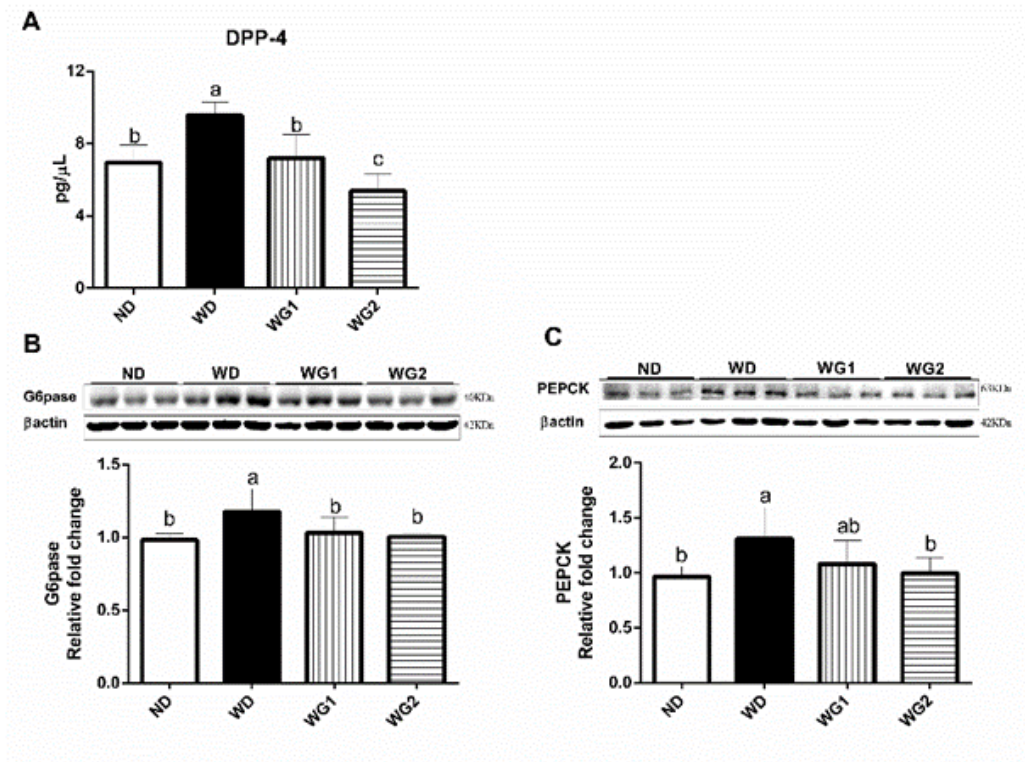 A
DPP-4
12
8
4
0
pg/μL
b
a
b
c
ND
WD
WG1
WG2
B
ND WD WG1 WG2
G6pase
βactin 42KDa
1.5
1.0
0.5
0.0
G6pase
Relative fold change
b
a
b
b
ND
WD
WG1
WG2
C
ND WD WG1 WG2
PEPCK 63KDa
βactin 42KDa
2.0
1.5
1.0
0.5
0.0
PEPCK
Relative fold change
b
a
ab
b
ND
WD
WG1
WG2